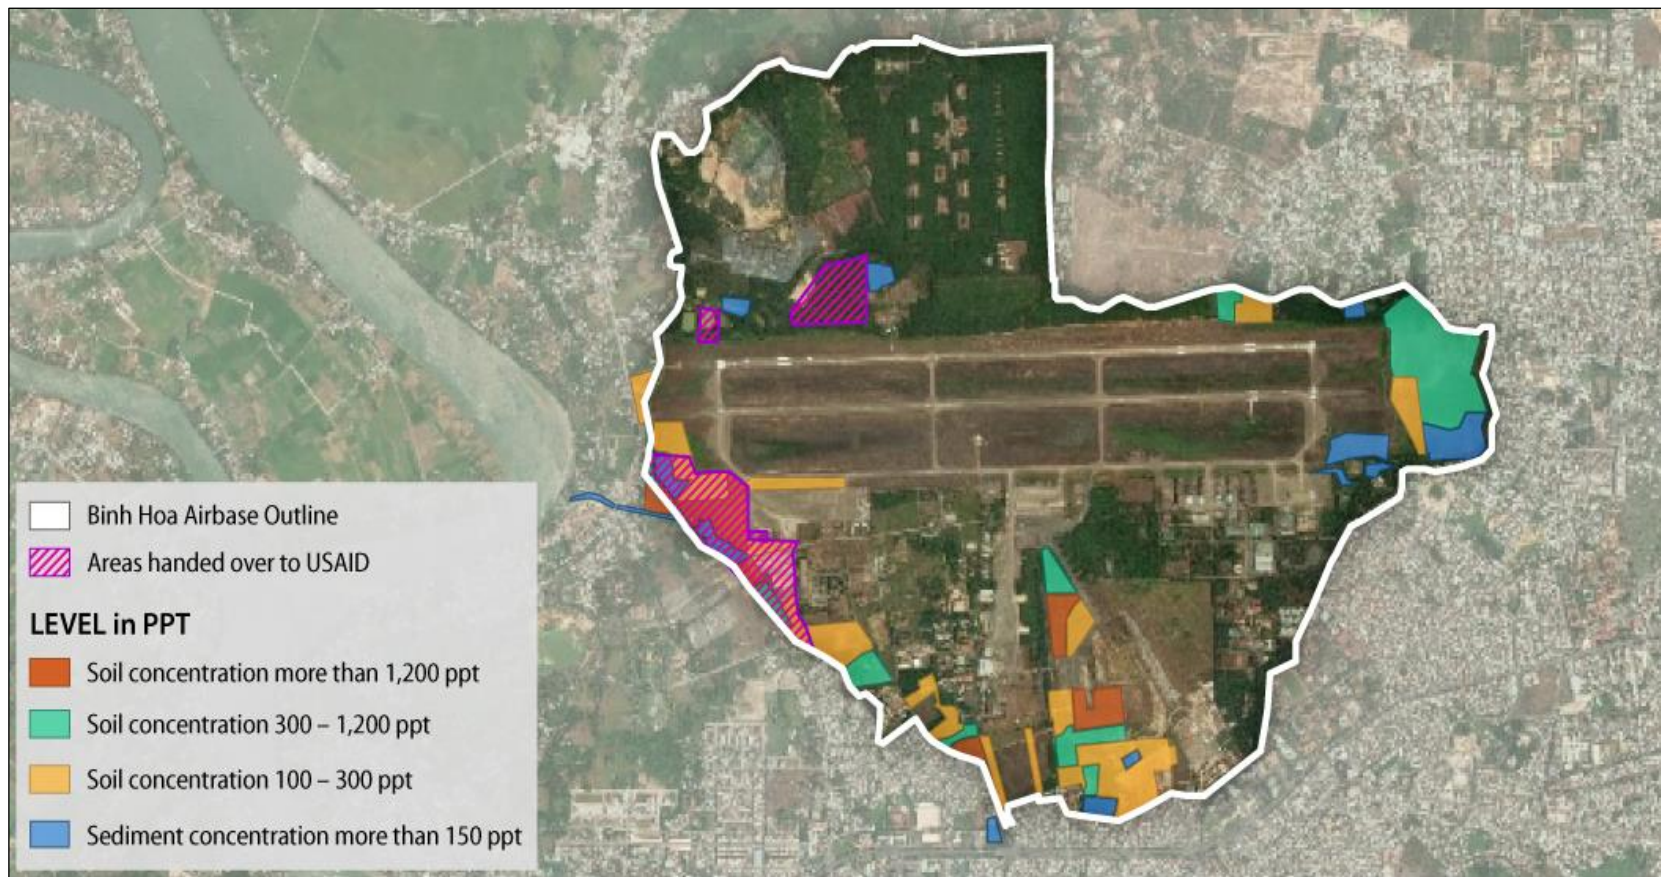 Binh Hoa Airbase Outline
Areas handed over to USAID
LEVEL in PPT
Soil concentration more than 1,200 ppt
Soil concentration 300 – 1,200 ppt
Soil concentration 100 – 300 ppt
Sediment concentration more than 150 ppt